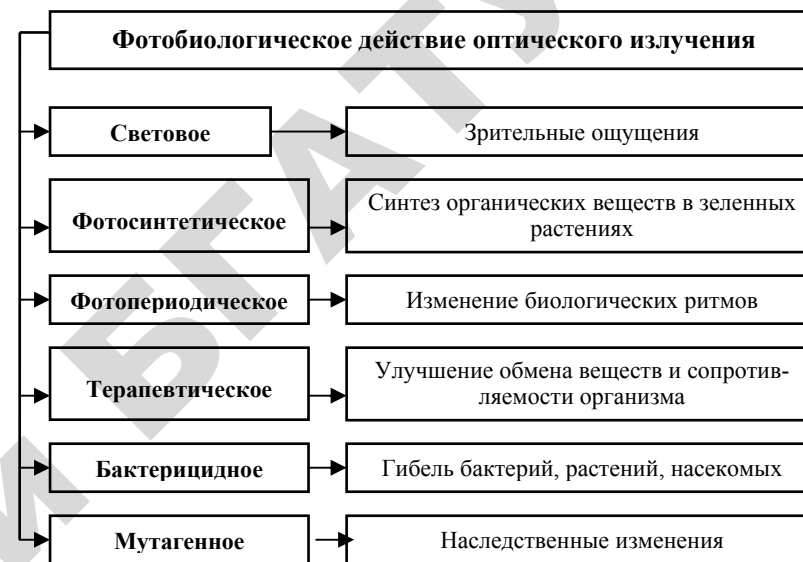 Фотобиологическое действие оптического излучения
Световое
Зрительные ощущения
Фотосинтетическое
Синтез органических веществ в зеленных
растениях
Фотопериодическое
Изменение биологических ритмов
Терапевтическое
Улучшение обмена веществ и сопротив-
ляемости организма
Бактерицидное
Гибель бактерий, растений, насекомых
Мутагенное
Наследственные изменения
БГАТУ